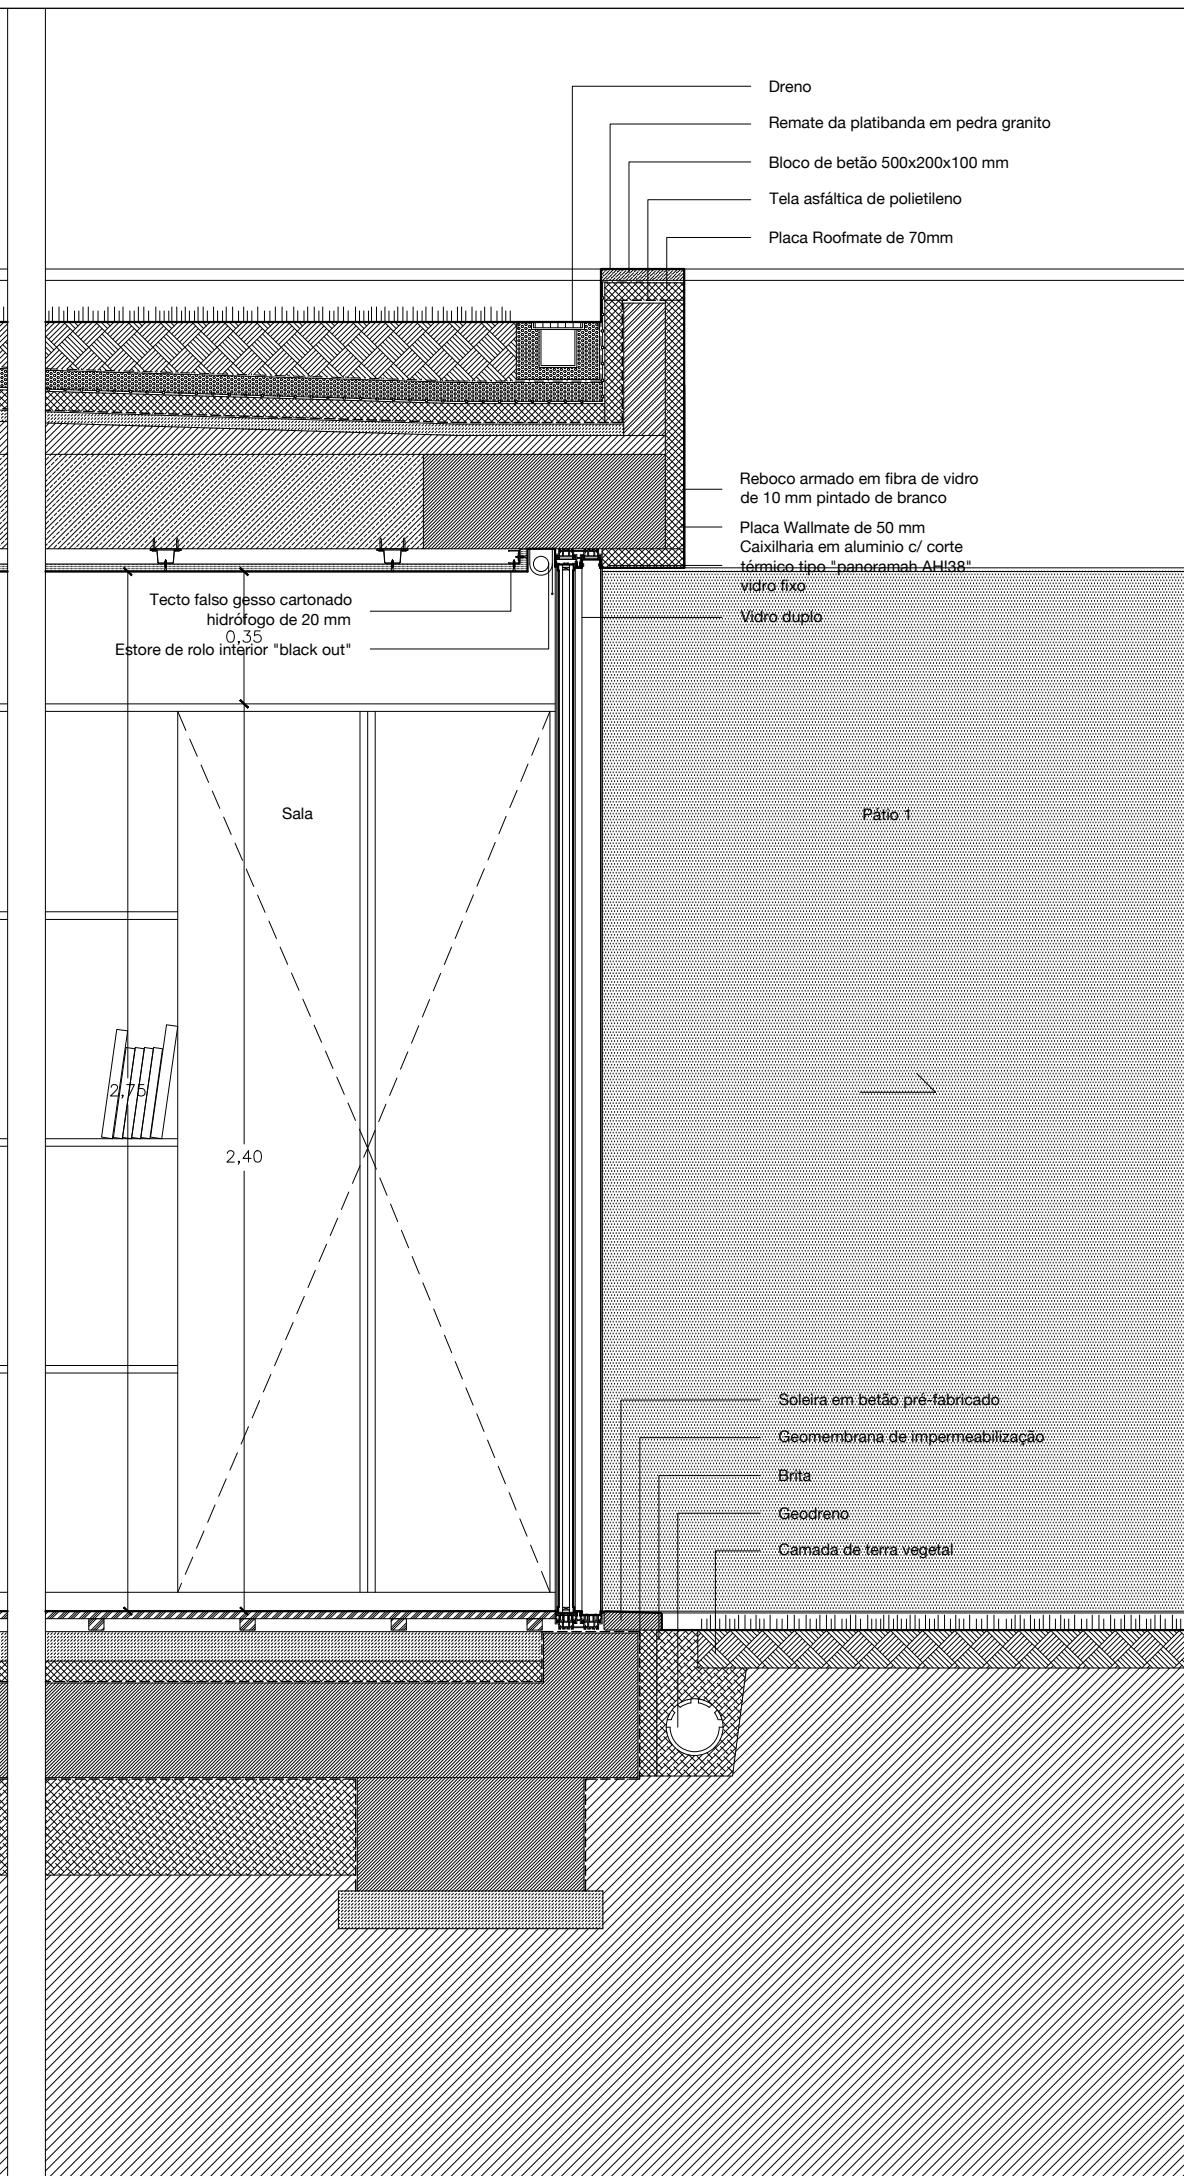 Dreno
Remate da platibanda em pedra granito
Bloco de betão 500x200x100 mm
Tela asfáltica de polietileno
Placa Roofmate de 70mm
Reboco armado em fibra de vidro
de 10 mm pintado de branco
Placa Wallmate de 50 mm
Caixilharia em aluminio c/ corte
térmico tipo "panoramah AH!38"
vidro fixo
Vidro duplo
Tecto falso gesso cartonado
hidrófogo de 20 mm
0,35
Estore de rolo interior "black out"
Sala
Pátio 1
2,75
2,40
Soleira em betão pré-fabricado
Geomembrana de impermeabilização
Brita
Geodreno
Camada de terra vegetal